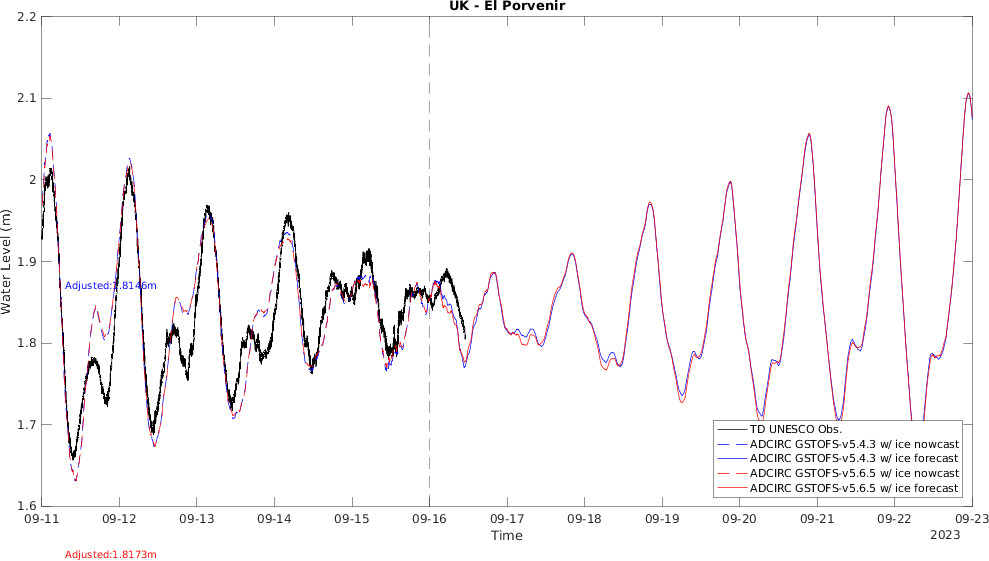 UK - El Porvenir
2.2
2.1
2
1.9
1.8
1.7
1.6
Water Level (m)
Adjusted:1.8146m
TD UNESCO Obs.
ADCIRC GSTOFS-v5.4.3 w/ ice nowcast
ADCIRC GSTOFS-v5.4.3 w/ ice forecast
ADCIRC GSTOFS-v5.6.5 w/ ice nowcast
ADCIRC GSTOFS-v5.6.5 w/ ice forecast
09-11 09-12 09-13 09-14 09-15 09-16 09-17 09-18 09-19 09-20 09-21 09-22 09-23
Time
2023
Adjusted:1.8173m